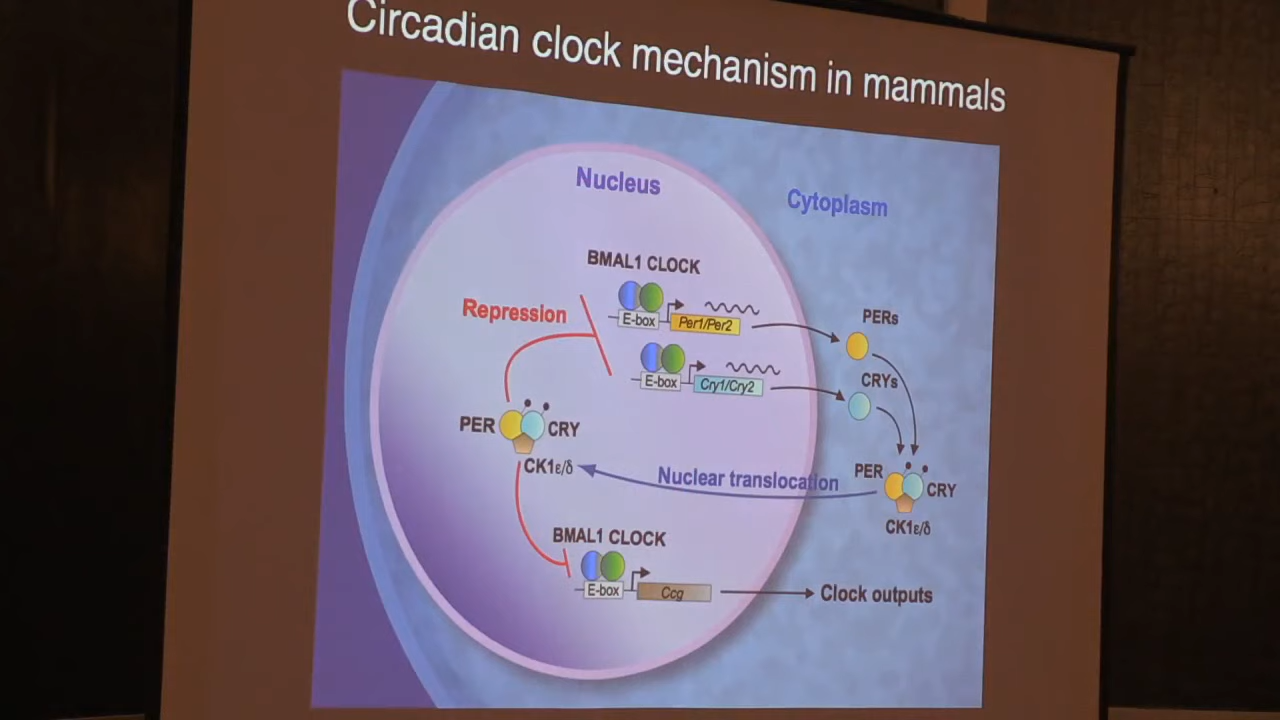 Circadian clock mechanism in mammals
Nucleus
Cytoplasm
BMAL1 CLOCK
Repression
E-box
Per1/Per2
PERs
E-box
Cry1/Cry2
CRYs
PER
CRY
CK1ε/δ
Nuclear translocation
PER
CRY
CK1ε/δ
BMAL1 CLOCK
E-box
Ccg
Clock outputs